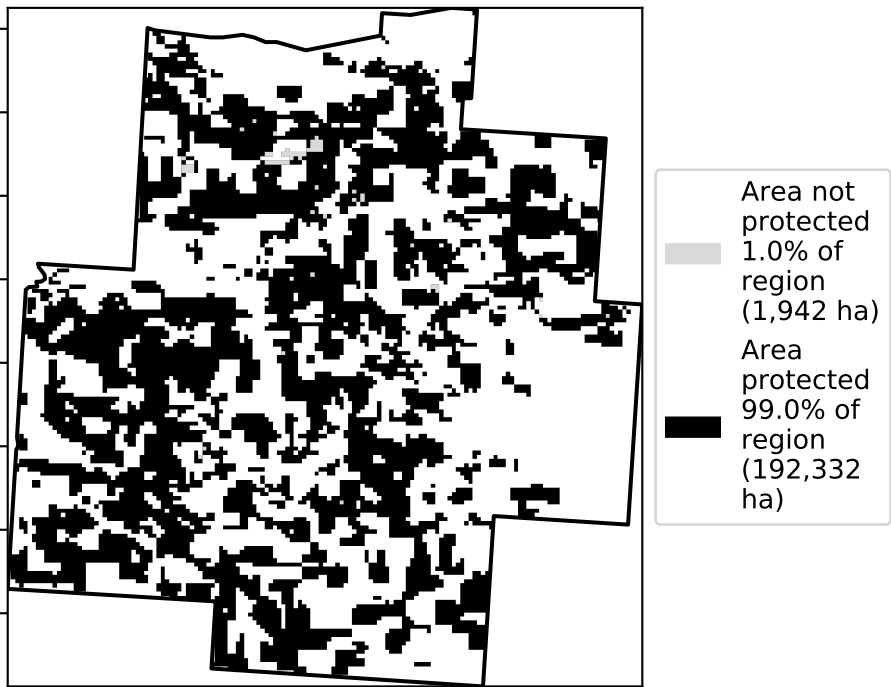 Area not
protected
1.0% of
region
(1,942 ha)
Area
protected
99.0% of
region
(192,332
ha)